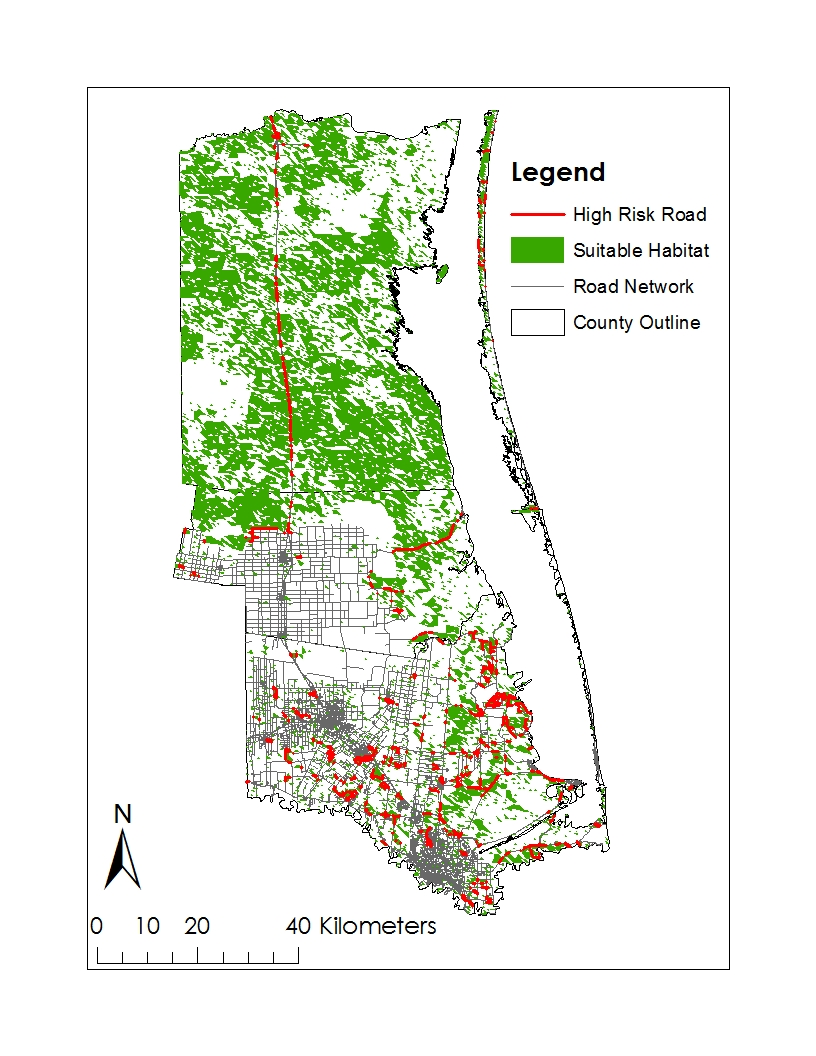 Legend
High Risk Road
Suitable Habitat
Road Network
County Outline
N
0 10 20 40 Kilometers